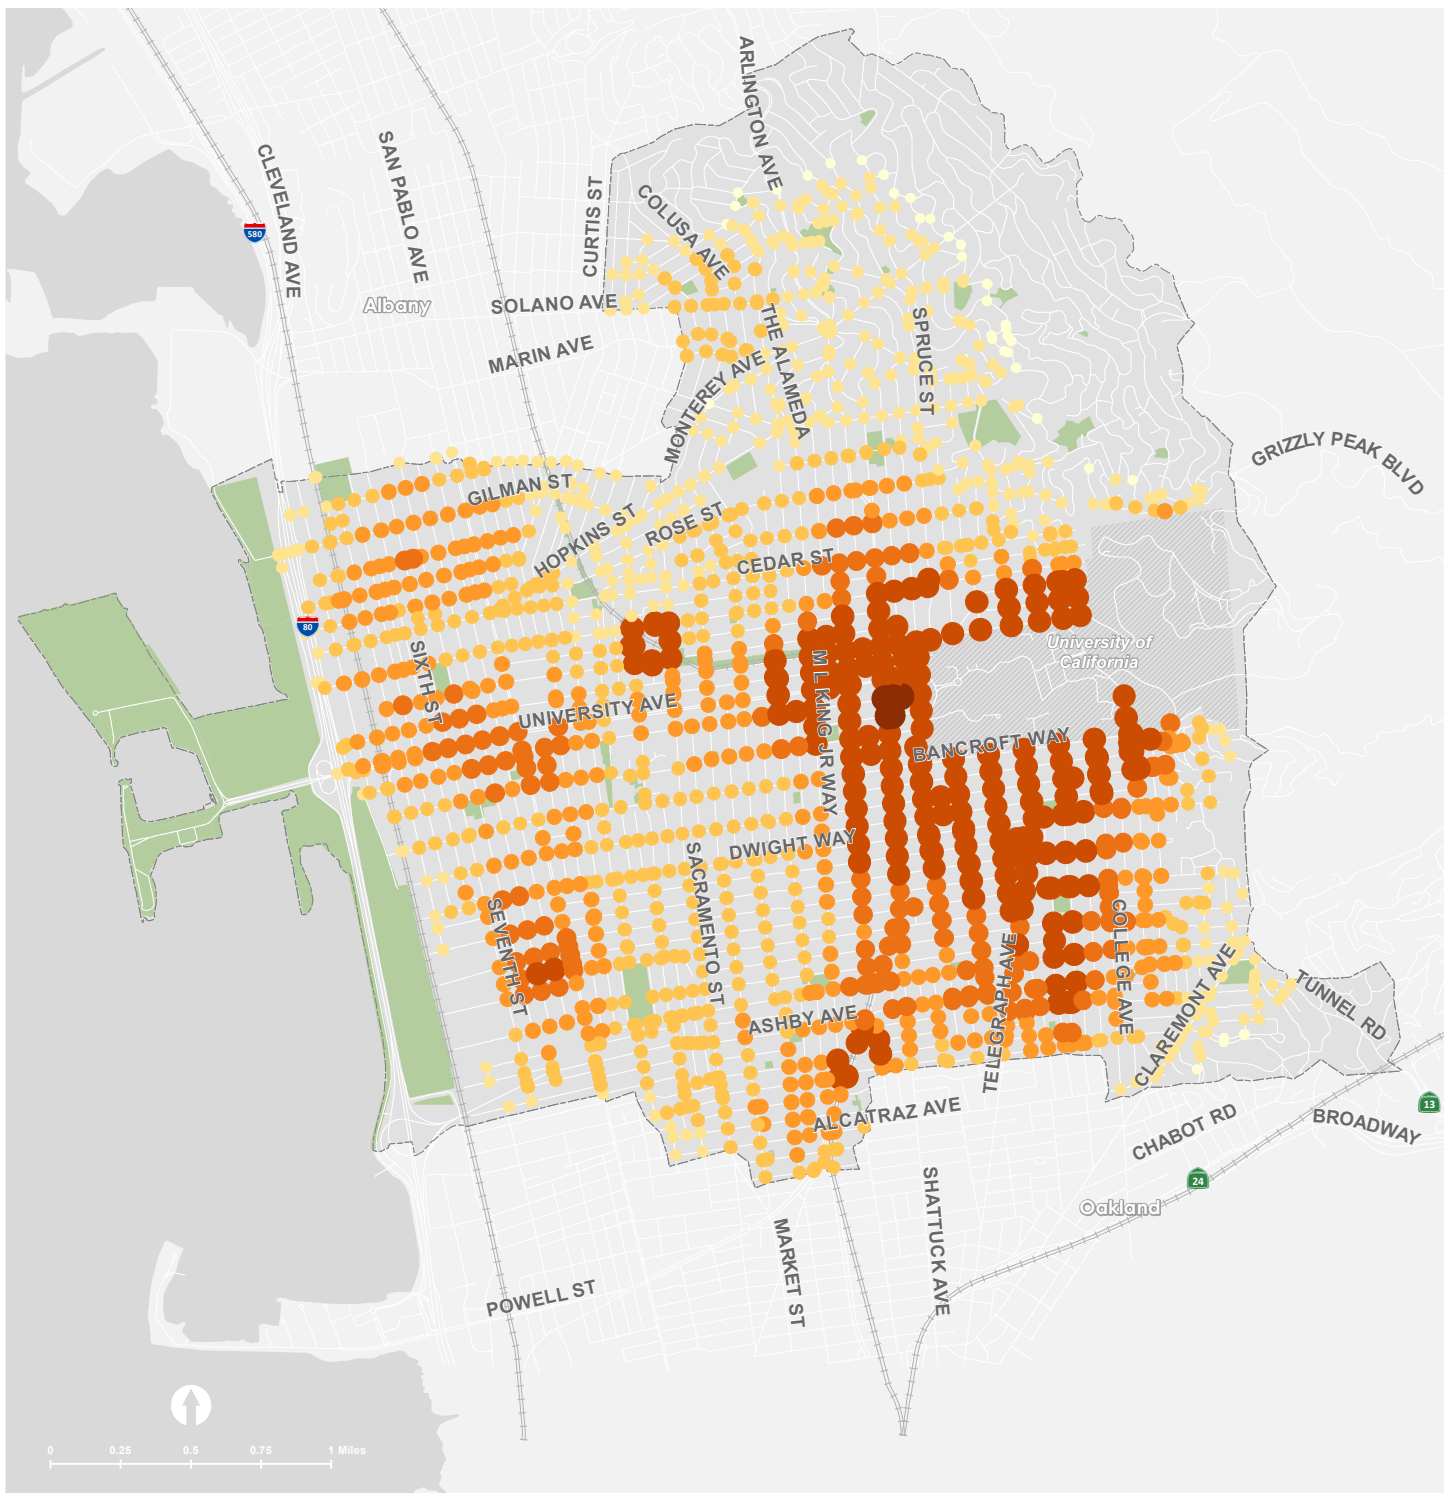 ARLINGTON AVE
CLEVELAND AVE
SAN PABLO AVE
CURTIS ST
COLUSA AVE
580
Albany
SOLANO AVE
MARIN AVE
THE ALAMEDA
SPRUCE ST
MONTEREY AVE
GRIZZLY PEAK BLVD
GILMAN ST
HOPKINS ST
ROSE ST
CEDAR ST
80
SIXTH ST
University of
California
M L KING JR WAY
UNIVERSITY AVE
BANCROFT WAY
DWIGHT WAY
SACRAMENTO ST
SEVENTH ST
COLLEGE AVE
TELEGRAPH AVE
CLAREMONT AVE
TUNNEL RD
ASHBY AVE
ALCATRAZ AVE
CHABOT RD
BROADWAY
13
24
Oakland
SHATTUCK AVE
MARKET ST
POWELL ST
0 0.25 0.5 0.75 1 Miles